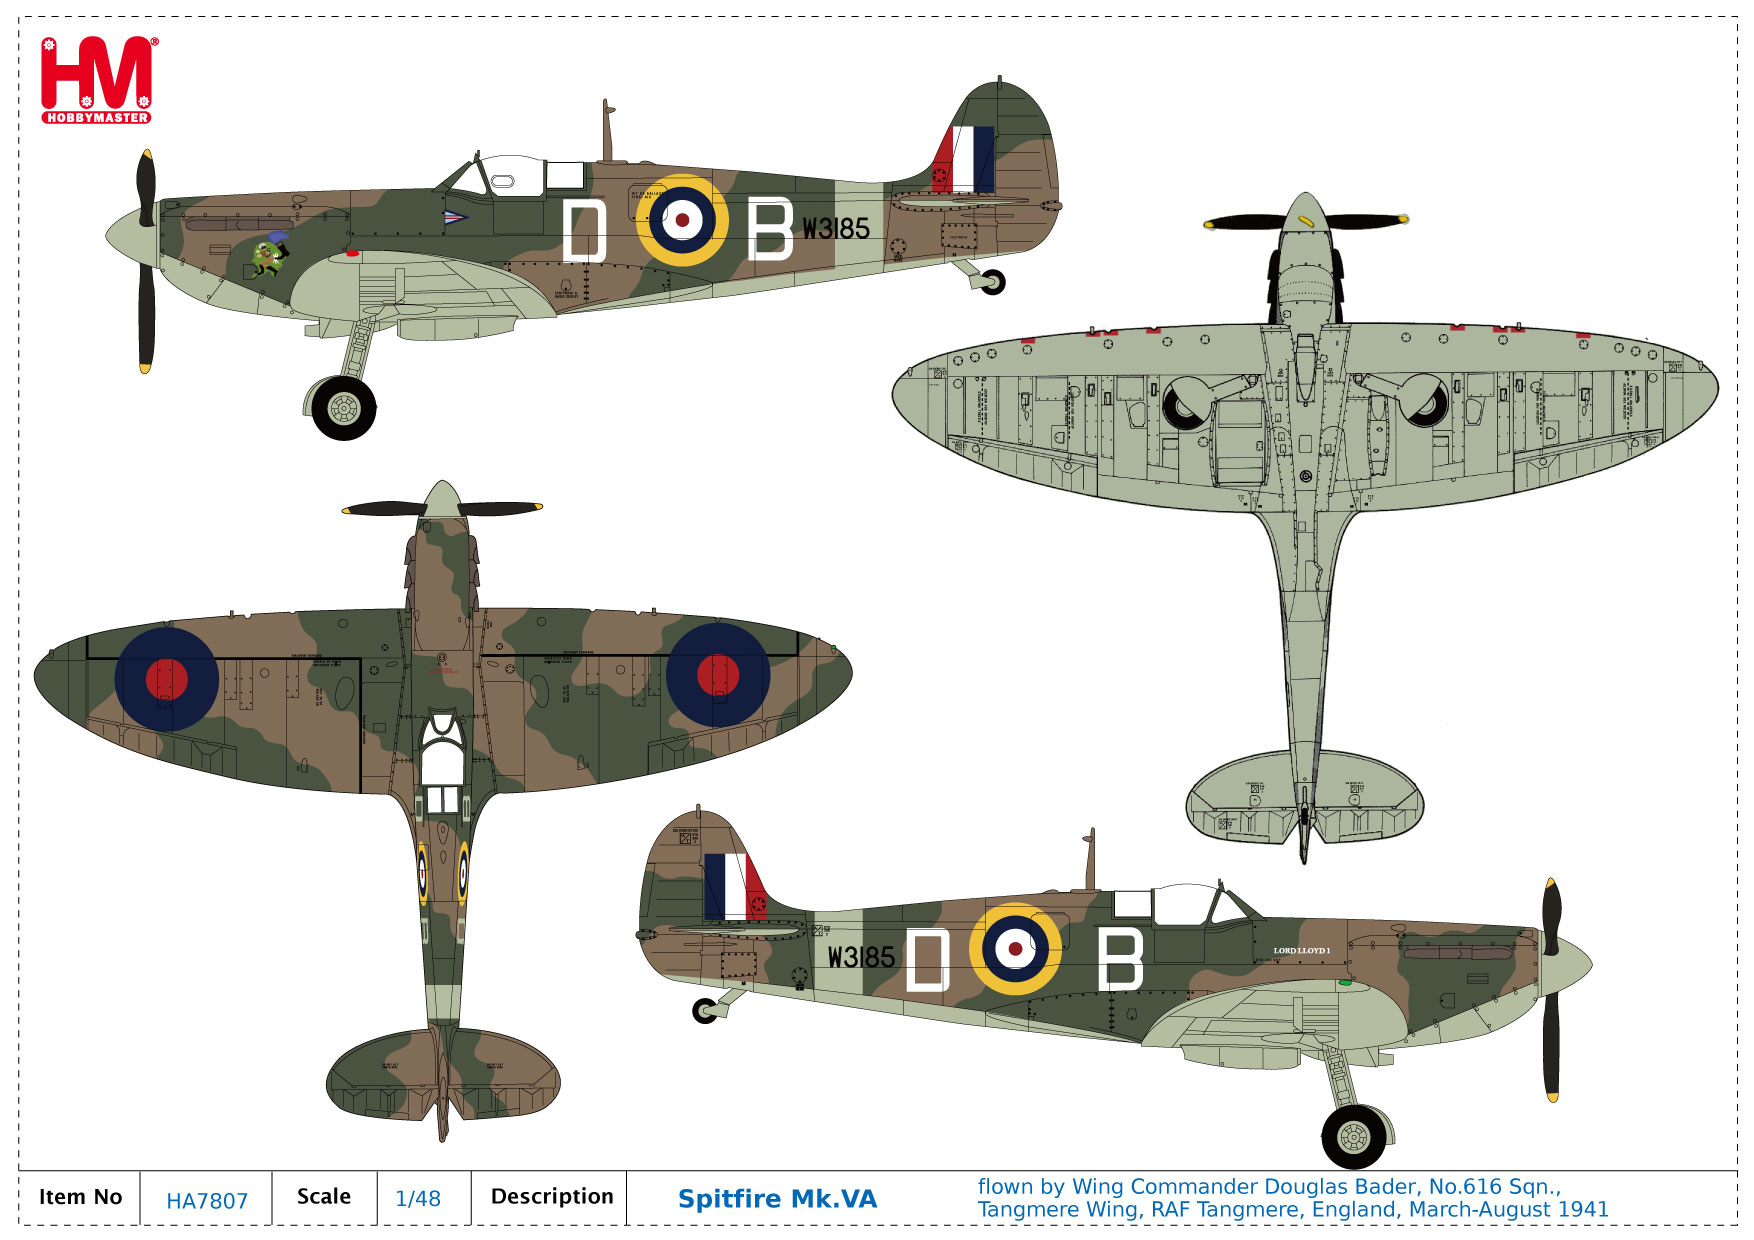 HM®
HOBBYMASTER
D B W3185
W3185 D B
LORD LLOYD I
Item No HA7807 Scale 1/48 Description Spitfire Mk.VA
flown by Wing Commander Douglas Bader, No.616 Sqn.,
Tangmere Wing, RAF Tangmere, England, March-August 1941